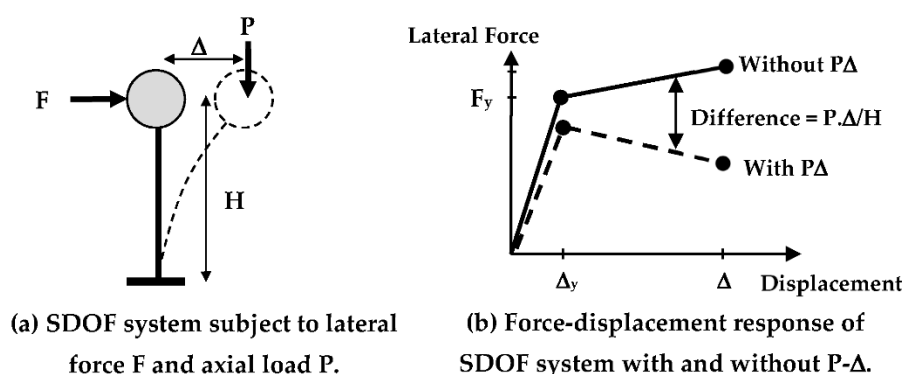 P
Δ
F
H
(a) SDOF system subject to lateral
force F and axial load P.
Lateral Force
Without PΔ
Fy
Difference = P.Δ/H
With PΔ
Δy
Δ
Displacement
(b) Force-displacement response of
SDOF system with and without P-Δ.